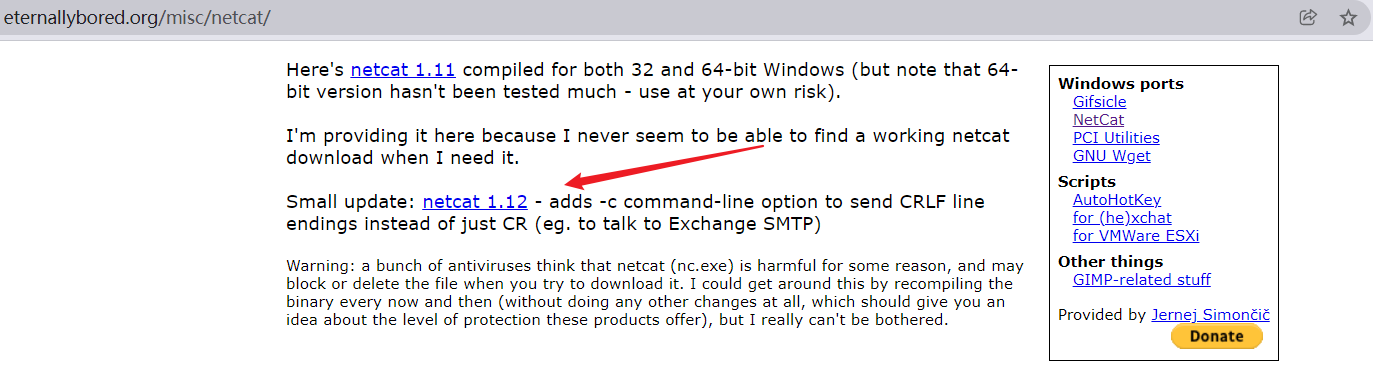 eternallybored.org/misc/netcat/
Here's netcat 1.11 compiled for both 32 and 64-bit Windows (but note that 64-
bit version hasn't been tested much - use at your own risk).
I'm providing it here because I never seem to be able to find a working netcat
download when I need it.
Small update: netcat 1.12 - adds -c command-line option to send CRLF line
endings instead of just CR (eg. to talk to Exchange SMTP)
Warning: a bunch of antiviruses think that netcat (nc.exe) is harmful for some reason, and may
block or delete the file when you try to download it. I could get around this by recompiling the
binary every now and then (without doing any other changes at all, which should give you an
idea about the level of protection these products offer), but I really can't be bothered.
Windows ports
Gifsicle
NetCat
PCI Utilities
GNU Wget
Scripts
AutoHotKey
for (he)xchat
for VMWare ESXi
Other things
GIMP-related stuff
Provided by Jernej Simončič
Donate